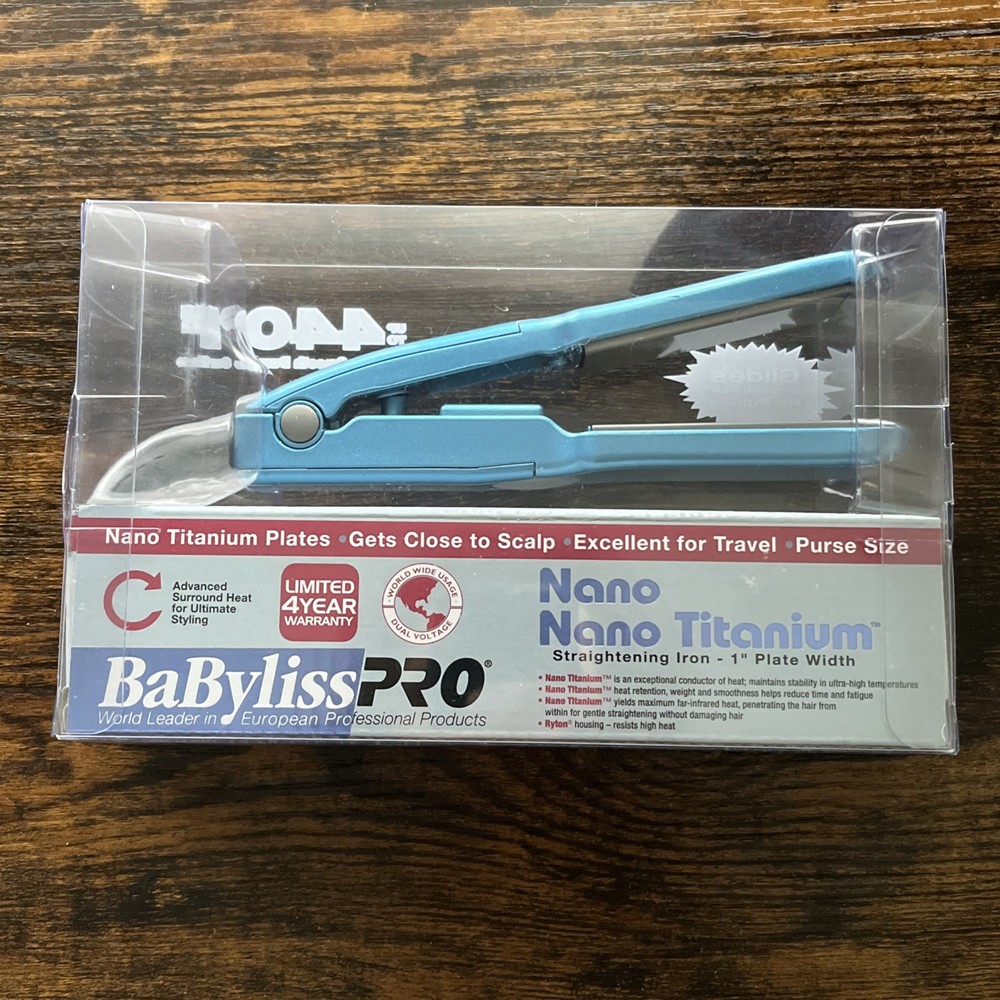 Nano Titanium Plates • Gets Close to Scalp • Excellent for Travel • Purse Size
Advanced
Surround Heat
for Ultimate
Styling
LIMITED
4YEAR
WARRANTY
WORLD WIDE USAGE
DUAL VOLTAGE
Nano
Nano Titanium™
Straightening Iron - 1" Plate Width
BaBylissPRO®
World Leader in European Professional Products
• Nano Titanium™ is an exceptional conductor of heat; maintains stability in ultra-high temperatures
• Nano Titanium™ heat retention, weight and smoothness helps reduce time and fatigue
• Nano Titanium™ yields maximum far-infrared heat, penetrating the hair from
within for gentle straightening without damaging hair
• Ryton® housing – resists high heat